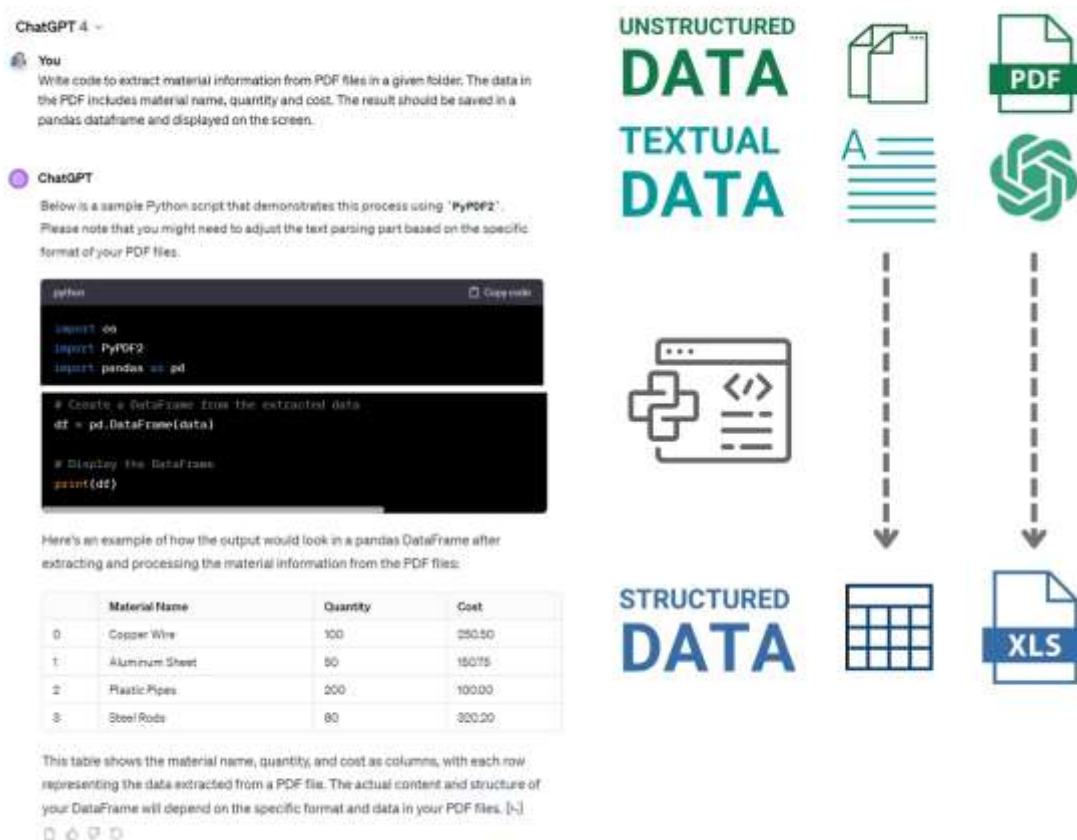 ChatGPT 4
You
Write code to extract material information from PDF files in a given folder. The data in
the PDF includes material name, quantity and cost. The result should be saved in a
pandas dataframe and displayed on the screen.
ChatGPT
Below is a sample Python script that demonstrates this process using `PyPDF2`.
Please note that you might need to adjust the text parsing part based on the specific
format of your PDF files.
python Copy code
import os
import PyPDF2
import pandas as pd
# Create a DataFrame from the extracted data
df = pd.DataFrame(data)
# Display the DataFrame
print(df)
Here's an example of how the output would look in a pandas DataFrame after
extracting and processing the material information from the PDF files:
Material Name Quantity Cost
0 Copper Wire 100 250.50
1 Aluminum Sheet 50 150.75
2 Plastic Pipes 200 100.00
3 Steel Rods 80 320.20
This table shows the material name, quantity, and cost as columns, with each row
representing the data extracted from a PDF file. The actual content and structure of
your DataFrame will depend on the specific format and data in your PDF files. [>-]
UNSTRUCTURED
DATA
PDF
TEXTUAL
DATA
A
</>
STRUCTURED
DATA
XLS